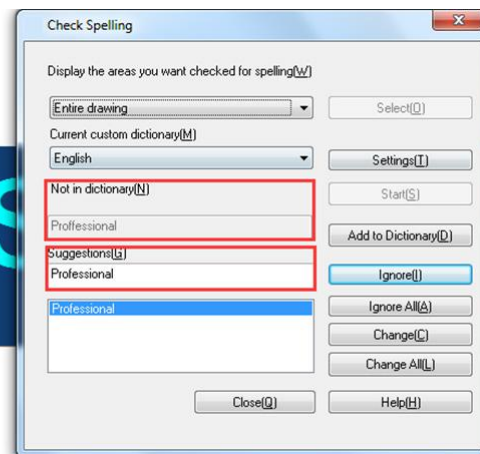 Check Spelling
Display the areas you want checked for spelling(W)
Entire drawing
Select(O)
Current custom dictionary(M)
English
Settings(T)
Not in dictionary(N)
Start(S)
Proffessional
Add to Dictionary(D)
Suggestions(G)
Professional
Ignore(I)
Professional
Ignore All(A)
Change(C)
Change All(L)
Close(Q)
Help(H)